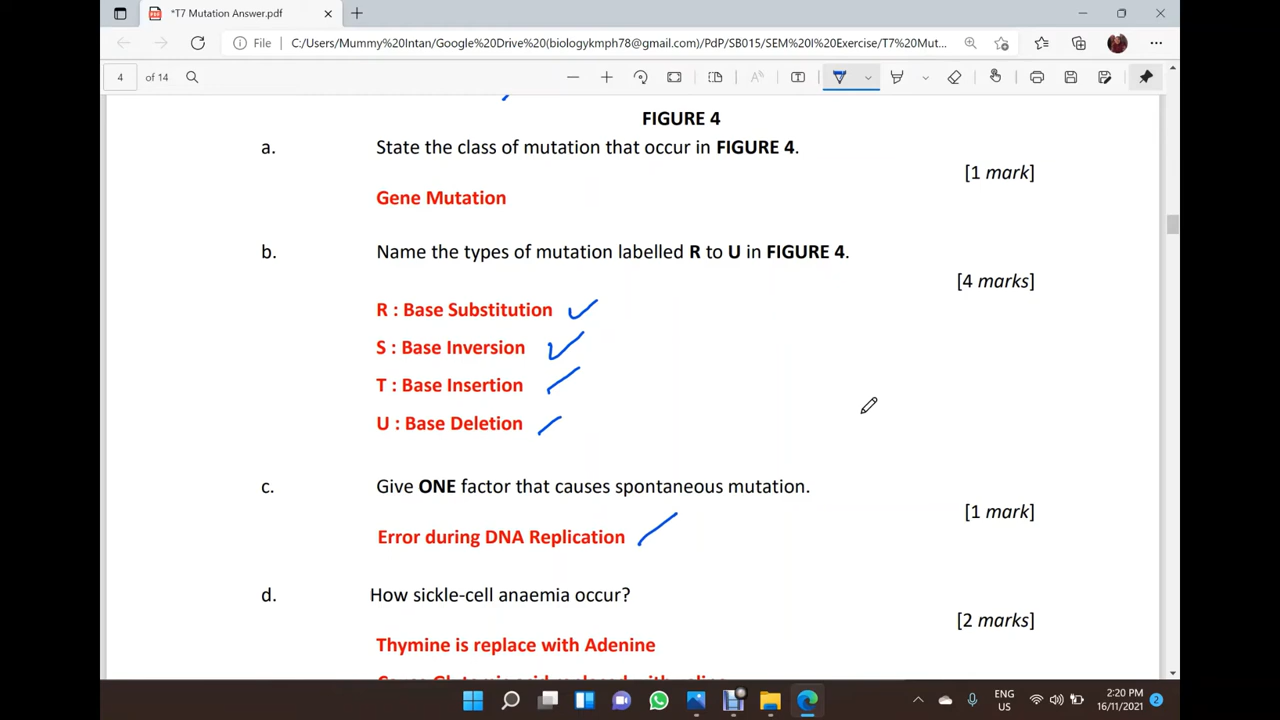 *T7 Mutation Answer.pdf
File
C:/Users/Mummy%20Intan/Google%20Drive%20(biologykmph78@gmail.com)/PdP/SB015/SEM%20I%20Exercise/T7%20Mut...
4 of 14
FIGURE 4
a. State the class of mutation that occur in FIGURE 4.
[1 mark]
Gene Mutation
b. Name the types of mutation labelled R to U in FIGURE 4.
[4 marks]
R : Base Substitution
S : Base Inversion
T : Base Insertion
U : Base Deletion
c. Give ONE factor that causes spontaneous mutation.
[1 mark]
Error during DNA Replication
d. How sickle-cell anaemia occur?
[2 marks]
Thymine is replace with Adenine
ENG 2:20 PM
US 16/11/2021 2